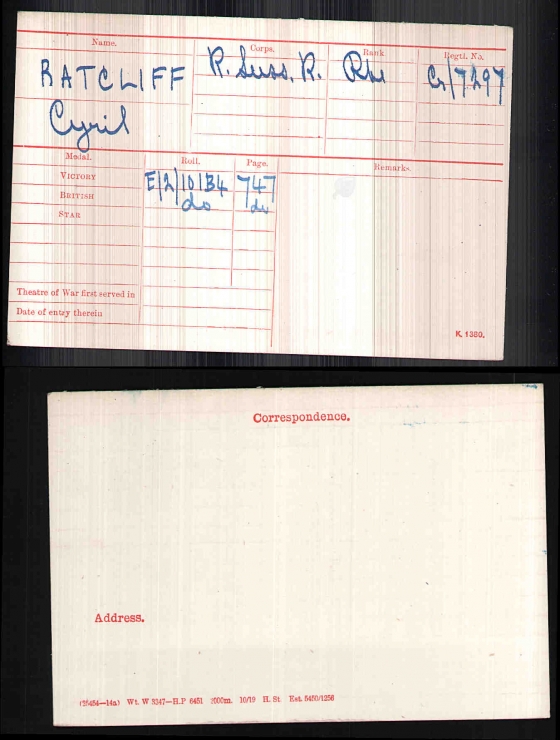 Name. Corps. Rank Regtl. No.
RATCLIFF R. Suss. R. Pte G/7297
Cyril
Medal. Roll. Page. Remarks.
VICTORY E/2/101B4 747
BRITISH do do
STAR
Theatre of War first served in
Date of entry therein
K. 1380.
Correspondence.
Address.
(25454—14a) Wt. W 5347—H.P 6451 1000m. 10/19 H. St. Est. 5450/1256